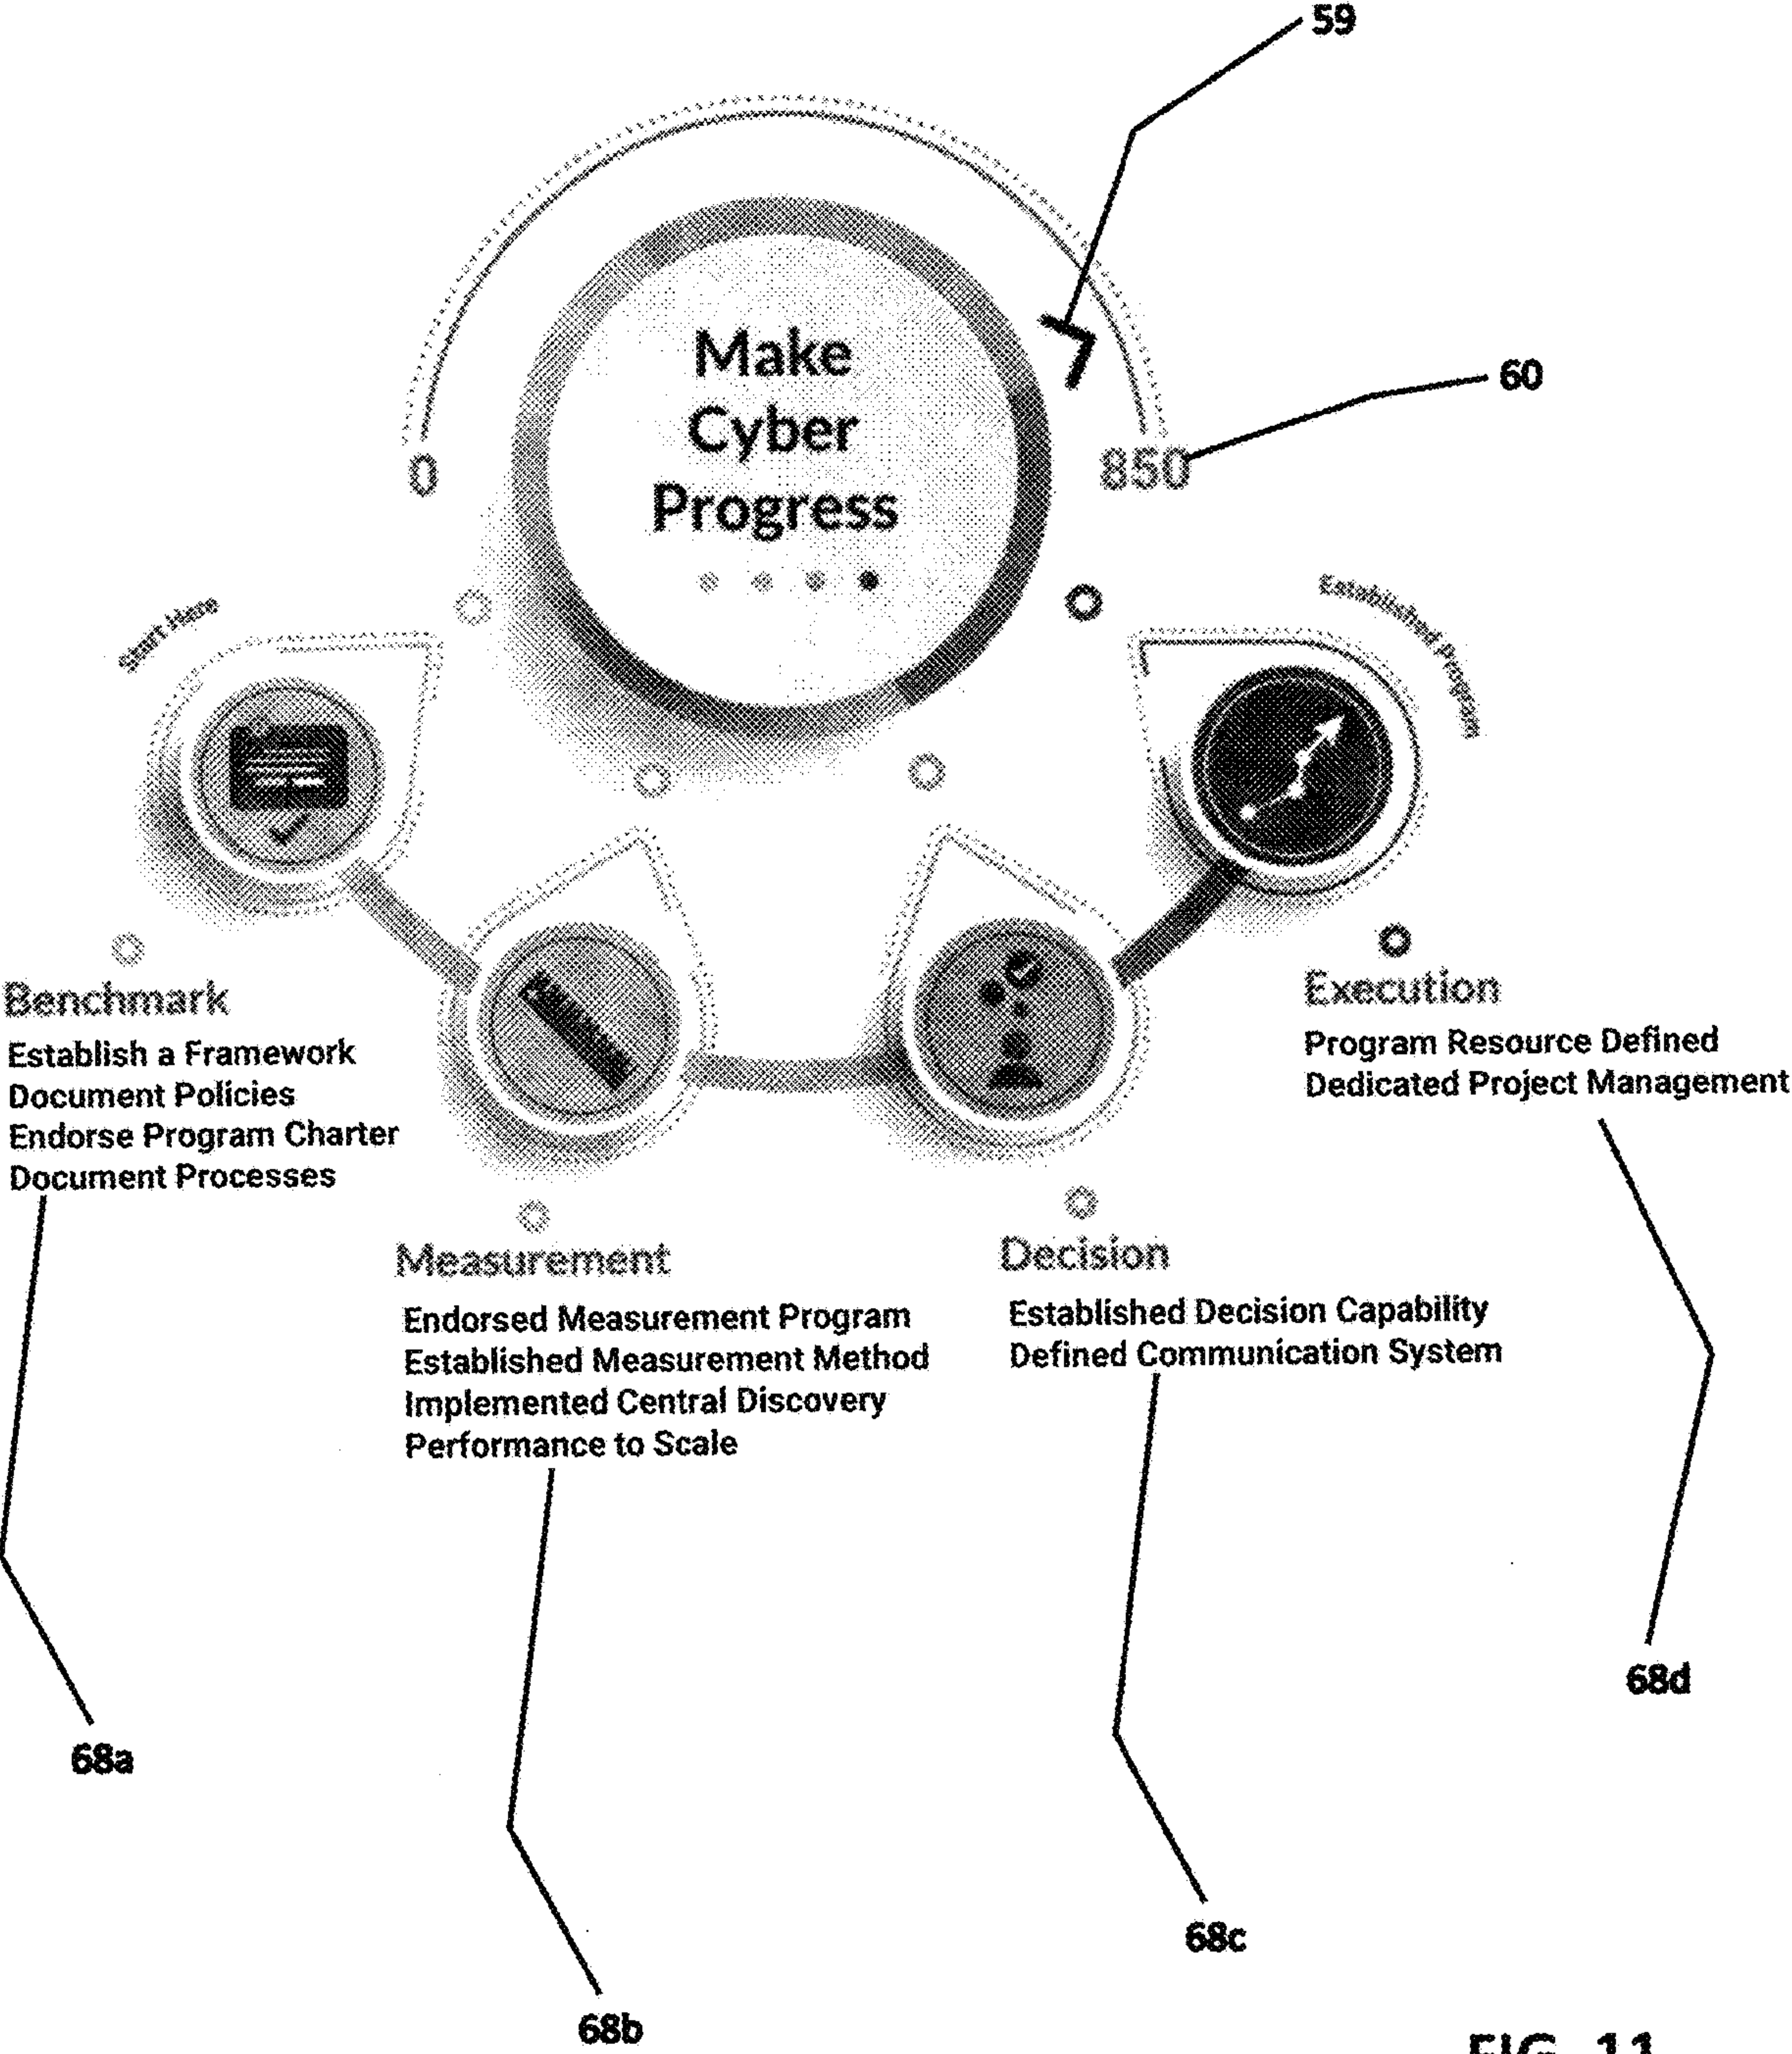 59
60
Make
Cyber
Progress
0
850
Start Here
Established Program
Benchmark
Establish a Framework
Document Policies
Endorse Program Charter
Document Processes
Measurement
Endorsed Measurement Program
Established Measurement Method
Implemented Central Discovery
Performance to Scale
Decision
Established Decision Capability
Defined Communication System
Execution
Program Resource Defined
Dedicated Project Management
68a
68b
68c
68d
FIG. 11